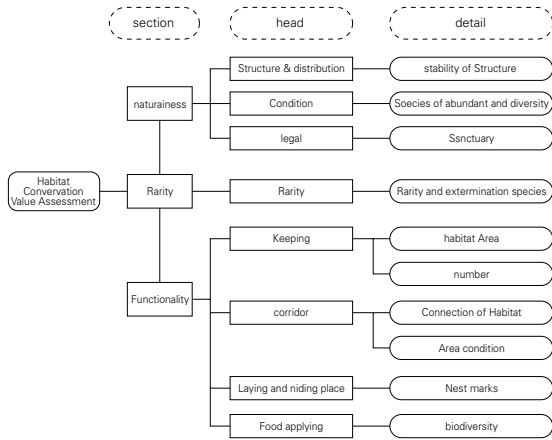 section
head
detail
Structure & distribution
stability of Structure
naturainess
Condition
Soecies of abundant and diversity
legal
Ssnctuary
Habitat
Convervation
Value Assessment
Rarity
Rarity
Rarity and extermination species
Keeping
habitat Area
number
Functionality
corridor
Connection of Habitat
Area condition
Laying and niding place
Nest marks
Food applying
biodiversity